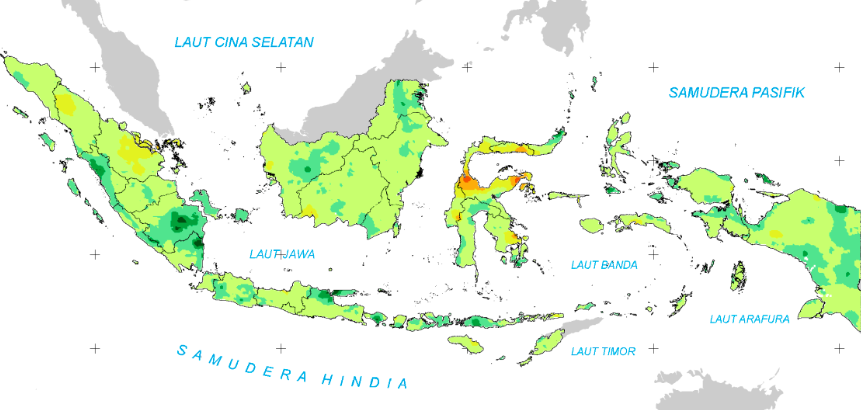 LAUT CINA SELATAN
SAMUDERA PASIFIK
LAUT JAWA
LAUT BANDA
LAUT ARAFURA
LAUT TIMOR
SAMUDERA HINDIA